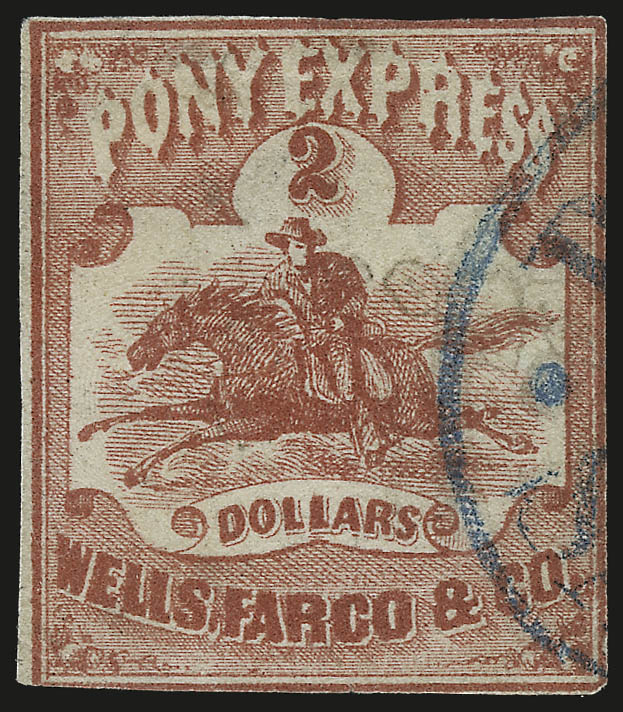 PONY EXPRESS
2
DOLLARS
WELLS, FARGO & CO.